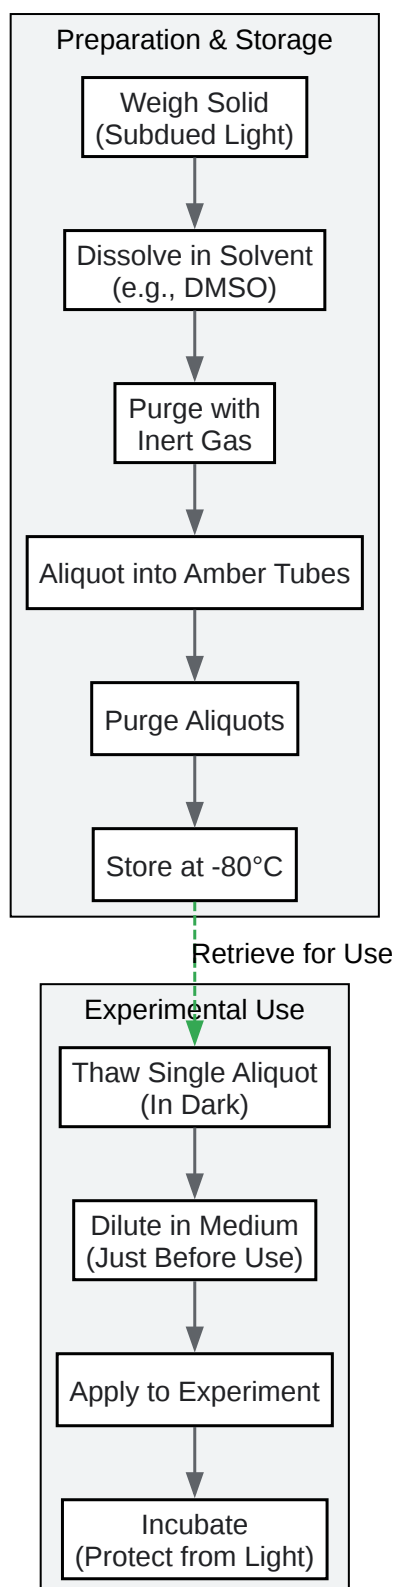 Preparation & Storage
Weigh Solid
(Subdued Light)
Dissolve in Solvent
(e.g., DMSO)
Purge with
Inert Gas
Aliquot into Amber Tubes
Purge Aliquots
Store at -80°C
Retrieve for Use
Experimental Use
Thaw Single Aliquot
(In Dark)
Dilute in Medium
(Just Before Use)
Apply to Experiment
Incubate
(Protect from Light)